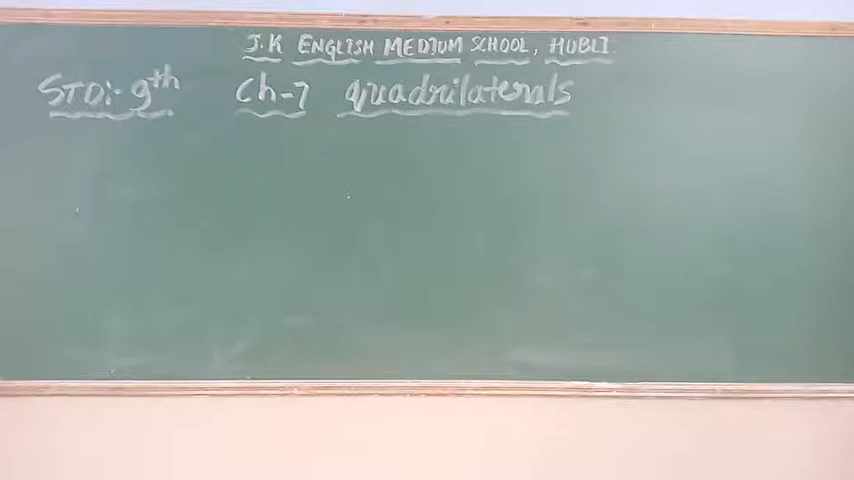 J.K ENGLISH MEDIUM SCHOOL, HUBLI
STD:- 9th Ch-7 quadrilaterals